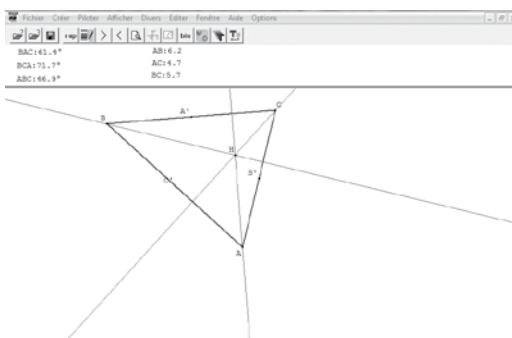 Fichier Créer Piloter Afficher Divers Editer Fenêtre Aide Options
BAC:61.4° AB:6.2
BCA:71.7° AC:4.7
ABC:46.9° BC:5.7
B
A'
C
H
B'
C'
A